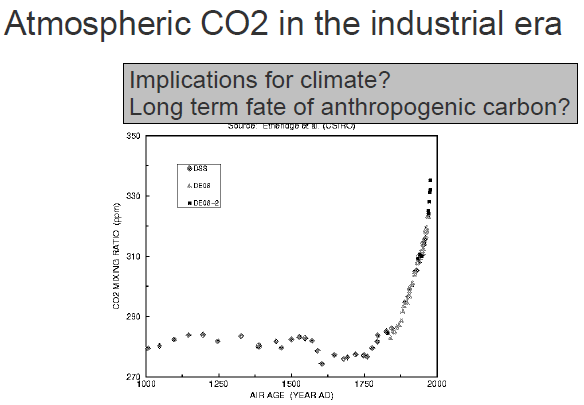 Atmospheric CO2 in the industrial era
Implications for climate?
Long term fate of anthropogenic carbon?
Source: Etheridge et al. (CSIRO)
350
330
310
290
270
CO2 MIXING RATIO (ppm)
DSS
DE08
DE08-2
1000
1250
1500
1750
2000
AIR AGE (YEAR AD)